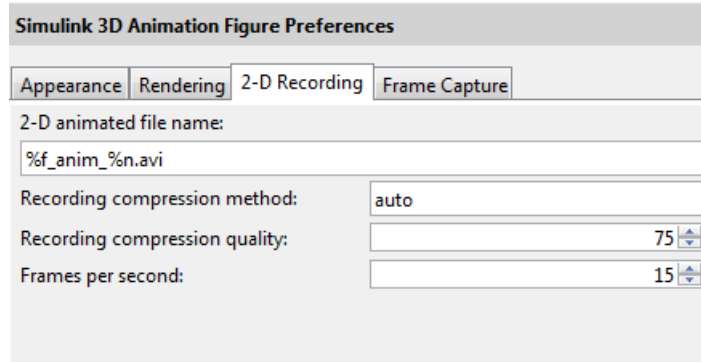 Simulink 3D Animation Figure Preferences
Appearance Rendering 2-D Recording Frame Capture
2-D animated file name:
%f_anim_%n.avi
Recording compression method: auto
Recording compression quality: 75
Frames per second: 15